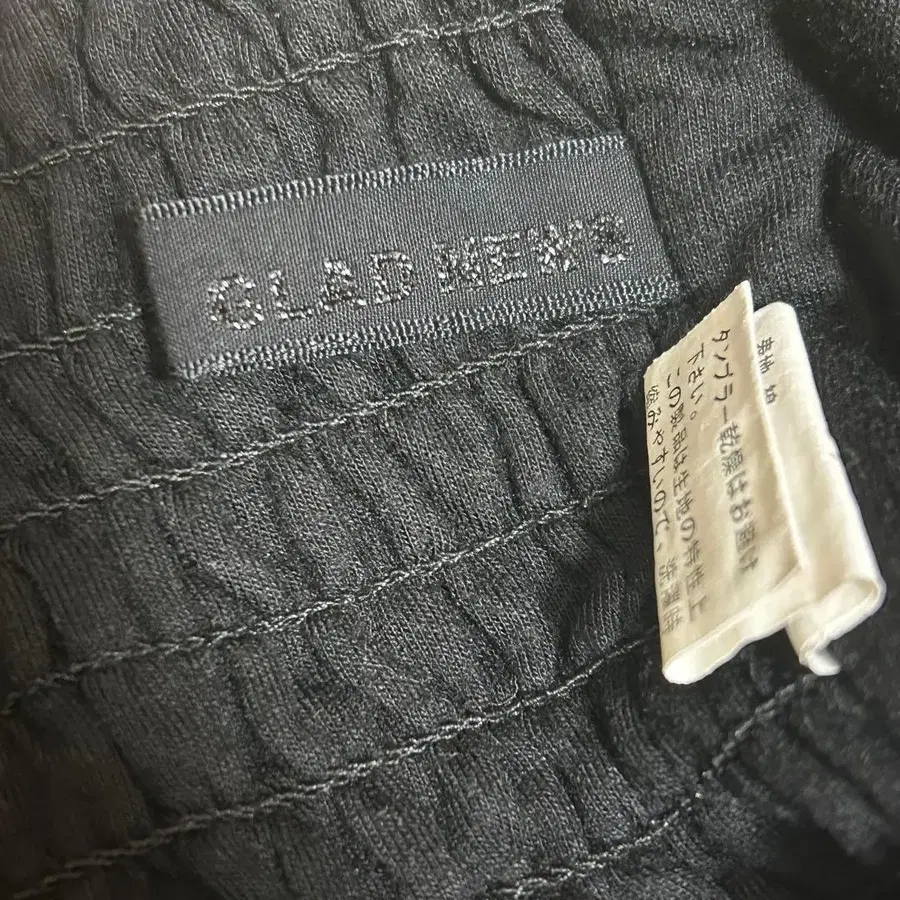 GLAD NEWS
タンブラー乾燥はお避け
下さい。
この製品は生地の特性上
縮みやすいので、洗濯